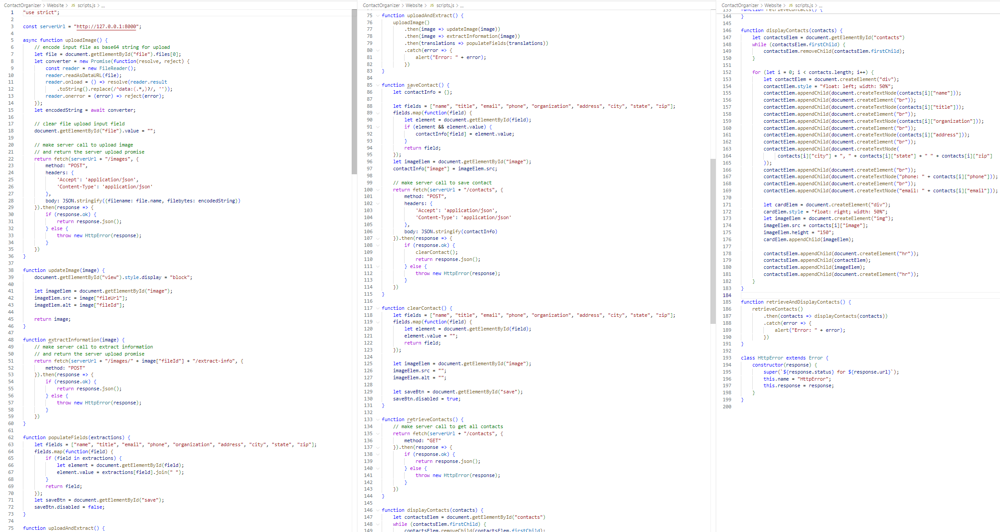 ContactOrganizer > Website > JS scripts.js > ...
1 "use strict";
2
3 const serverUrl = "http://127.0.0.1:8000";
4
5 async function uploadImage() {
6 // encode input file as base64 string for upload
7 let file = document.getElementById("file").files[0];
8 let converter = new Promise(function(resolve, reject) {
9 const reader = new FileReader();
10 reader.readAsDataURL(file);
11 reader.onload = () => resolve(reader.result
12 .toString().replace(/^data:(.*,)?/, ''));
13 reader.onerror = (error) => reject(error);
14 });
15 let encodedString = await converter;
16
17 // clear file upload input field
18 document.getElementById("file").value = "";
19
20 // make server call to upload image
21 // and return the server upload promise
22 return fetch(serverUrl + "/images", {
23 method: "POST",
24 headers: {
25 'Accept': 'application/json',
26 'Content-Type': 'application/json'
27 },
28 body: JSON.stringify({filename: file.name, filebytes: encodedString})
29 }).then(response => {
30 if (response.ok) {
31 return response.json();
32 } else {
33 throw new HttpError(response);
34 }
35 })
36 }
37
38 function updateImage(image) {
39 document.getElementById("view").style.display = "block";
40
41 let imageElem = document.getElementById("image");
42 imageElem.src = image["fileUrl"];
43 imageElem.alt = image["fileId"];
44
45 return image;
46 }
47
48 function extractInformation(image) {
49 // make server call to extract information
50 // and return the server upload promise
51 return fetch(serverUrl + "/images/" + image["fileId"] + "/extract-info", {
52 method: "POST"
53 }).then(response => {
54 if (response.ok) {
55 return response.json();
56 } else {
57 throw new HttpError(response);
58 }
59 })
60 }
61
62 function populateFields(extractions) {
63 let fields = ["name", "title", "email", "phone", "organization", "address", "city", "state", "zip"];
64 fields.map(function(field) {
65 if (field in extractions) {
66 let element = document.getElementById(field);
67 element.value = extractions[field].join(" ");
68 }
69 return field;
70 });
71 let saveBtn = document.getElementById("save");
72 saveBtn.disabled = false;
73 }
74
75 function uploadAndExtract() {
ContactOrganizer > Website > JS scripts.js > ...
75 function uploadAndExtract() {
76 uploadImage()
77 .then(image => updateImage(image))
78 .then(image => extractInformation(image))
79 .then(translations => populateFields(translations))
80 .catch(error => {
81 alert("Error: " + error);
82 })
83 }
84
85 function saveContact() {
86 let contactInfo = {};
87
88 let fields = ["name", "title", "email", "phone", "organization", "address", "city", "state", "zip"];
89 fields.map(function(field) {
90 let element = document.getElementById(field);
91 if (element && element.value) {
92 contactInfo[field] = element.value;
93 }
94 return field;
95 });
96 let imageElem = document.getElementById("image");
97 contactInfo["image"] = imageElem.src;
98
99 // make server call to save contact
100 return fetch(serverUrl + "/contacts", {
101 method: "POST",
102 headers: {
103 'Accept': 'application/json',
104 'Content-Type': 'application/json'
105 },
106 body: JSON.stringify(contactInfo)
107 }).then(response => {
108 if (response.ok) {
109 clearContact();
110 return response.json();
111 } else {
112 throw new HttpError(response);
113 }
114 })
115 }
116
117 function clearContact() {
118 let fields = ["name", "title", "email", "phone", "organization", "address", "city", "state", "zip"];
119 fields.map(function(field) {
120 let element = document.getElementById(field);
121 element.value = "";
122 return field;
123 });
124
125 let imageElem = document.getElementById("image");
126 imageElem.src = "";
127 imageElem.alt = "";
128
129 let saveBtn = document.getElementById("save");
130 saveBtn.disabled = true;
131 }
132
133 function retrieveContacts() {
134 // make server call to get all contacts
135 return fetch(serverUrl + "/contacts", {
136 method: "GET"
137 }).then(response => {
138 if (response.ok) {
139 return response.json();
140 } else {
141 throw new HttpError(response);
142 }
143 })
144 }
145
146 function displayContacts(contacts) {
147 let contactsElem = document.getElementById("contacts")
148 while (contactsElem.firstChild) {
149 contactsElem.removeChild(contactsElem.firstChild);
ContactOrganizer > Website > JS scripts.js > ...
133 function retrieveContacts() {
144 }
145
146 function displayContacts(contacts) {
147 let contactsElem = document.getElementById("contacts")
148 while (contactsElem.firstChild) {
149 contactsElem.removeChild(contactsElem.firstChild);
150 }
151
152 for (let i = 0; i < contacts.length; i++) {
153 let contactElem = document.createElement("div");
154 contactElem.style = "float: left; width: 50%";
155 contactElem.appendChild(document.createTextNode(contacts[i]["name"]));
156 contactElem.appendChild(document.createElement("br"));
157 contactElem.appendChild(document.createTextNode(contacts[i]["title"]));
158 contactElem.appendChild(document.createElement("br"));
159 contactElem.appendChild(document.createTextNode(contacts[i]["organization"]));
160 contactElem.appendChild(document.createElement("br"));
161 contactElem.appendChild(document.createTextNode(contacts[i]["address"]));
162 contactElem.appendChild(document.createElement("br"));
163 contactElem.appendChild(document.createTextNode(
164 contacts[i]["city"] + ", " + contacts[i]["state"] + " " + contacts[i]["zip"]
165 ));
166 contactElem.appendChild(document.createElement("br"));
167 contactElem.appendChild(document.createTextNode("phone: " + contacts[i]["phone"]));
168 contactElem.appendChild(document.createElement("br"));
169 contactElem.appendChild(document.createTextNode("email: " + contacts[i]["email"]));
170
171 let cardElem = document.createElement("div");
172 cardElem.style = "float: right; width: 50%";
173 let imageElem = document.createElement("img");
174 imageElem.src = contacts[i]["image"];
175 imageElem.height = "150";
176 cardElem.appendChild(imageElem);
177
178 contactsElem.appendChild(document.createElement("hr"));
179 contactsElem.appendChild(contactElem);
180 contactsElem.appendChild(imageElem);
181 contactsElem.appendChild(document.createElement("hr"));
182 }
183 }
184
185 function retrieveAndDisplayContacts() {
186 retrieveContacts()
187 .then(contacts => displayContacts(contacts))
188 .catch(error => {
189 alert("Error: " + error);
190 })
191 }
192
193 class HttpError extends Error {
194 constructor(response) {
195 super(`${response.status} for ${response.url}`);
196 this.name = "HttpError";
197 this.response = response;
198 }
199 }
200